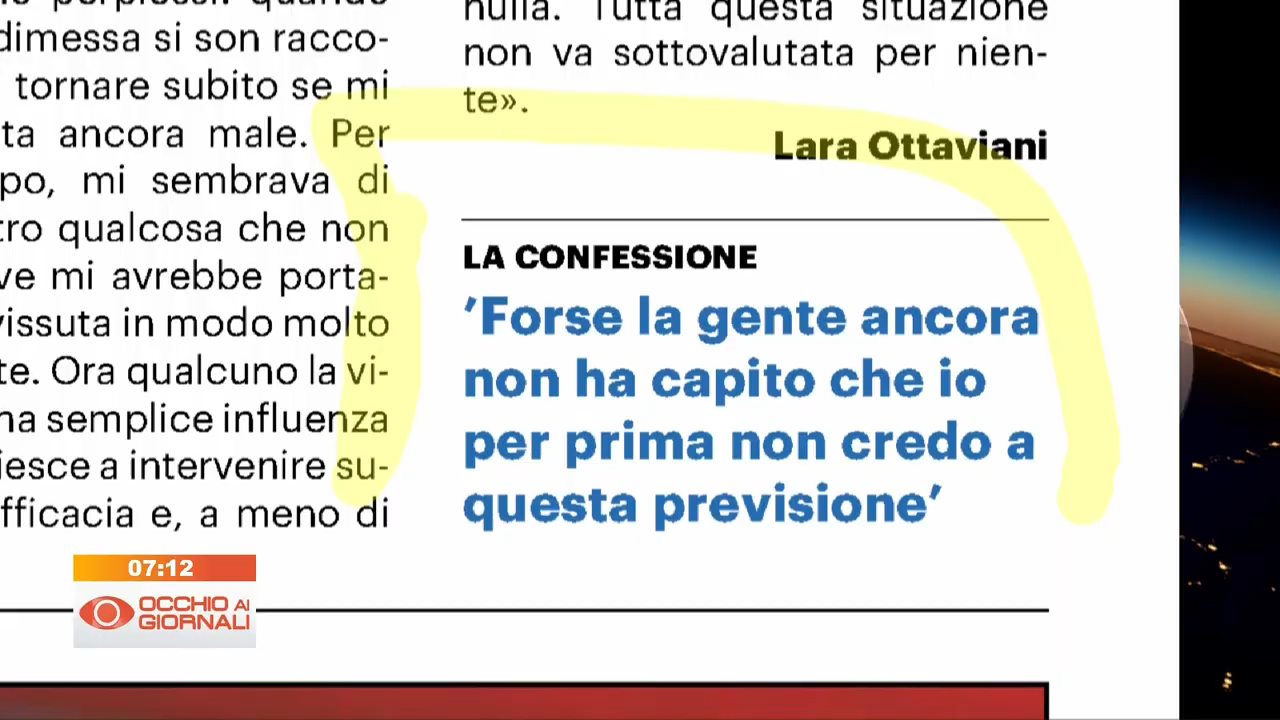 dimessa si son racco-
tornare subito se mi
ta ancora male. Per
po, mi sembrava di
tro qualcosa che non
ve mi avrebbe porta-
vissuta in modo molto
te. Ora qualcuno la vi-
na semplice influenza
iesce a intervenire su-
fficacia e, a meno di
nulla. Tutta questa situazione
non va sottovalutata per nien-
te».
Lara Ottaviani
LA CONFESSIONE
’Forse la gente ancora
non ha capito che io
per prima non credo a
questa previsione’
07:12
OCCHIO AI
GIORNALI